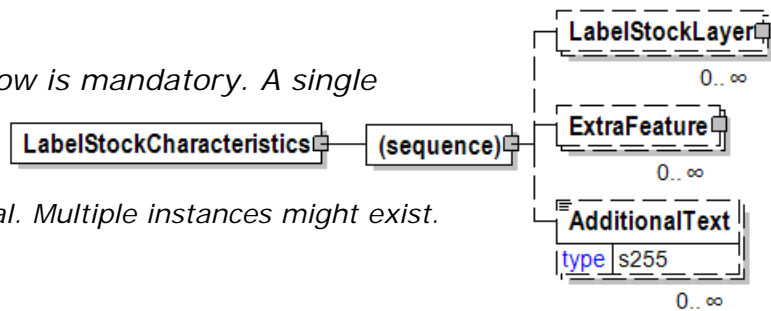 LabelStockLayer
0.. ∞
ow is mandatory. A single
LabelStockCharacteristics
(sequence)
ExtraFeature
0.. ∞
al. Multiple instances might exist.
AdditionalText
type s255
0.. ∞